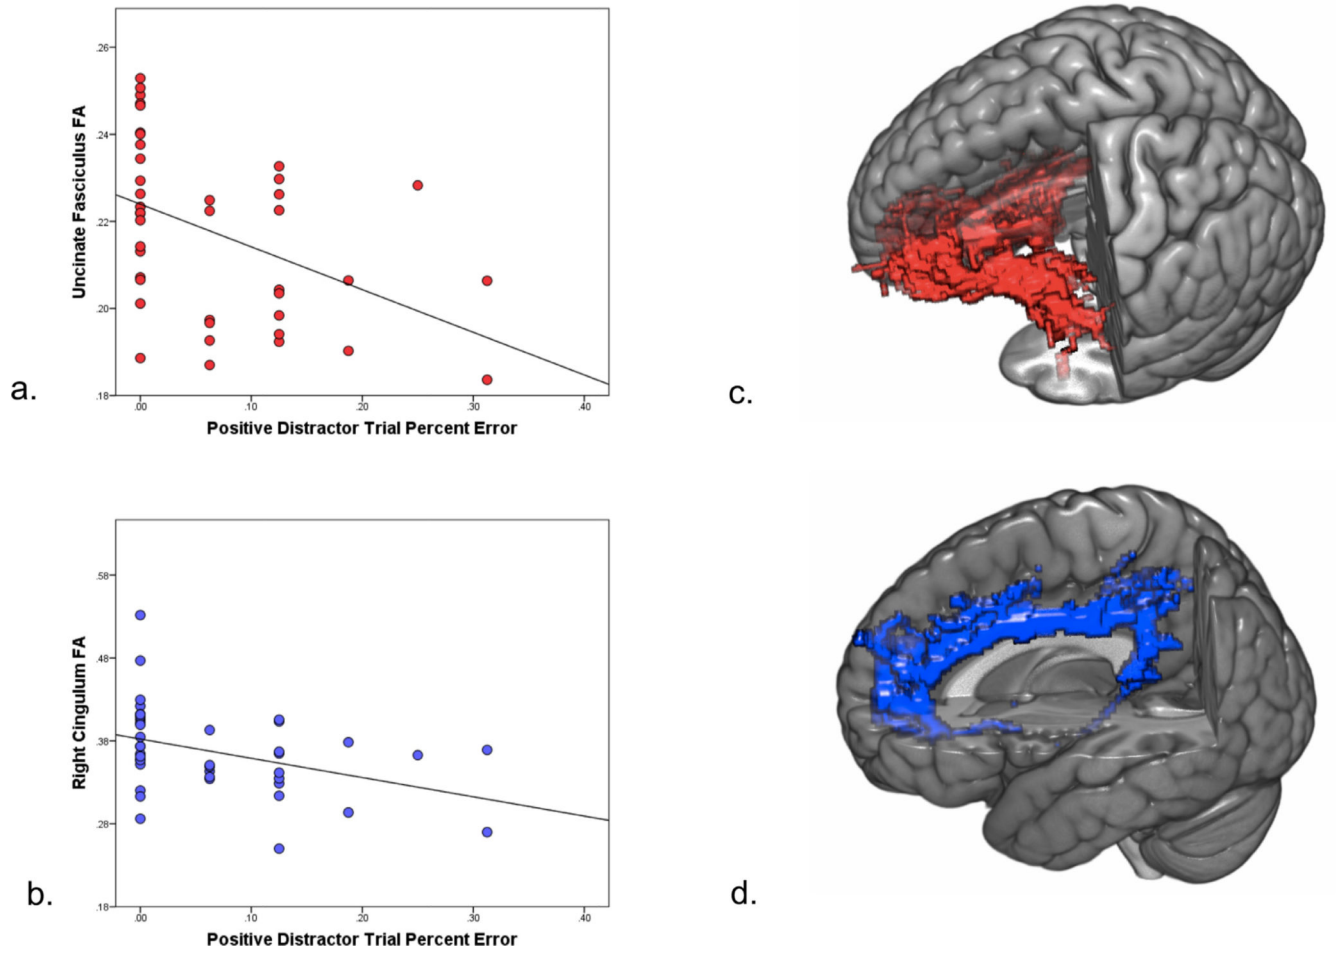 .26
.24
.22
.20
.18
Uncinate Fasciculus FA
.00 .10 .20 .30 .40
Positive Distractor Trial Percent Error
a.
c.
.58
.48
.38
.28
.18
Right Cingulum FA
.00 .10 .20 .30 .40
Positive Distractor Trial Percent Error
b.
d.